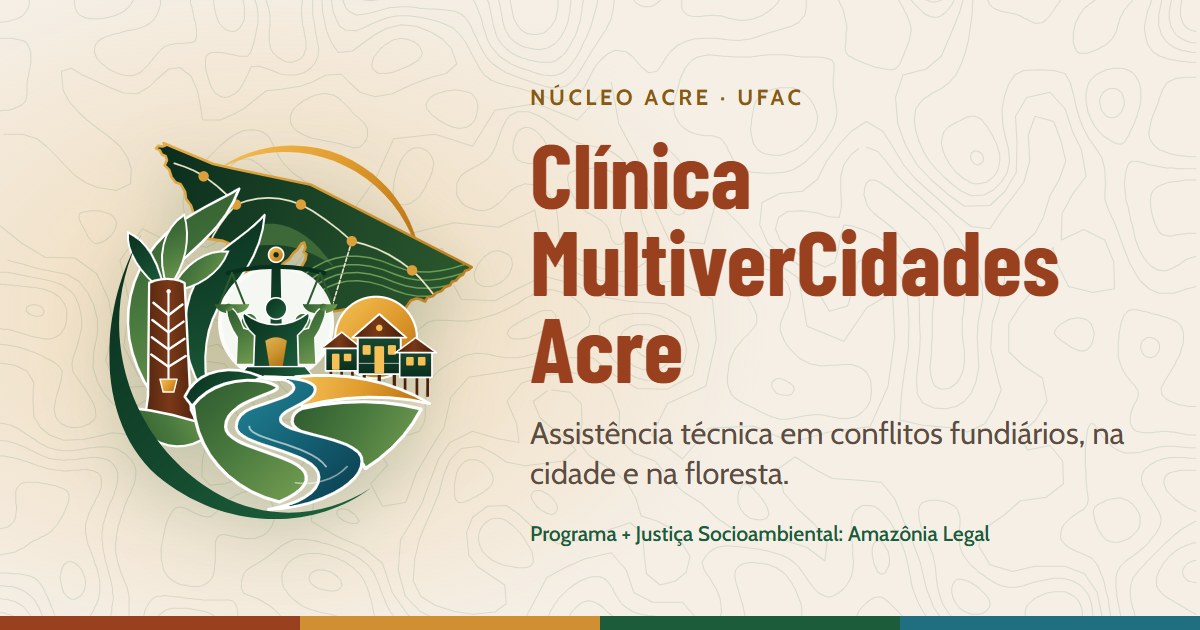 NÚCLEO ACRE · UFAC
Clínica
MultiverCidades
Acre
Assistência técnica em conflitos fundiários, na
cidade e na floresta.
Programa + Justiça Socioambiental: Amazônia Legal